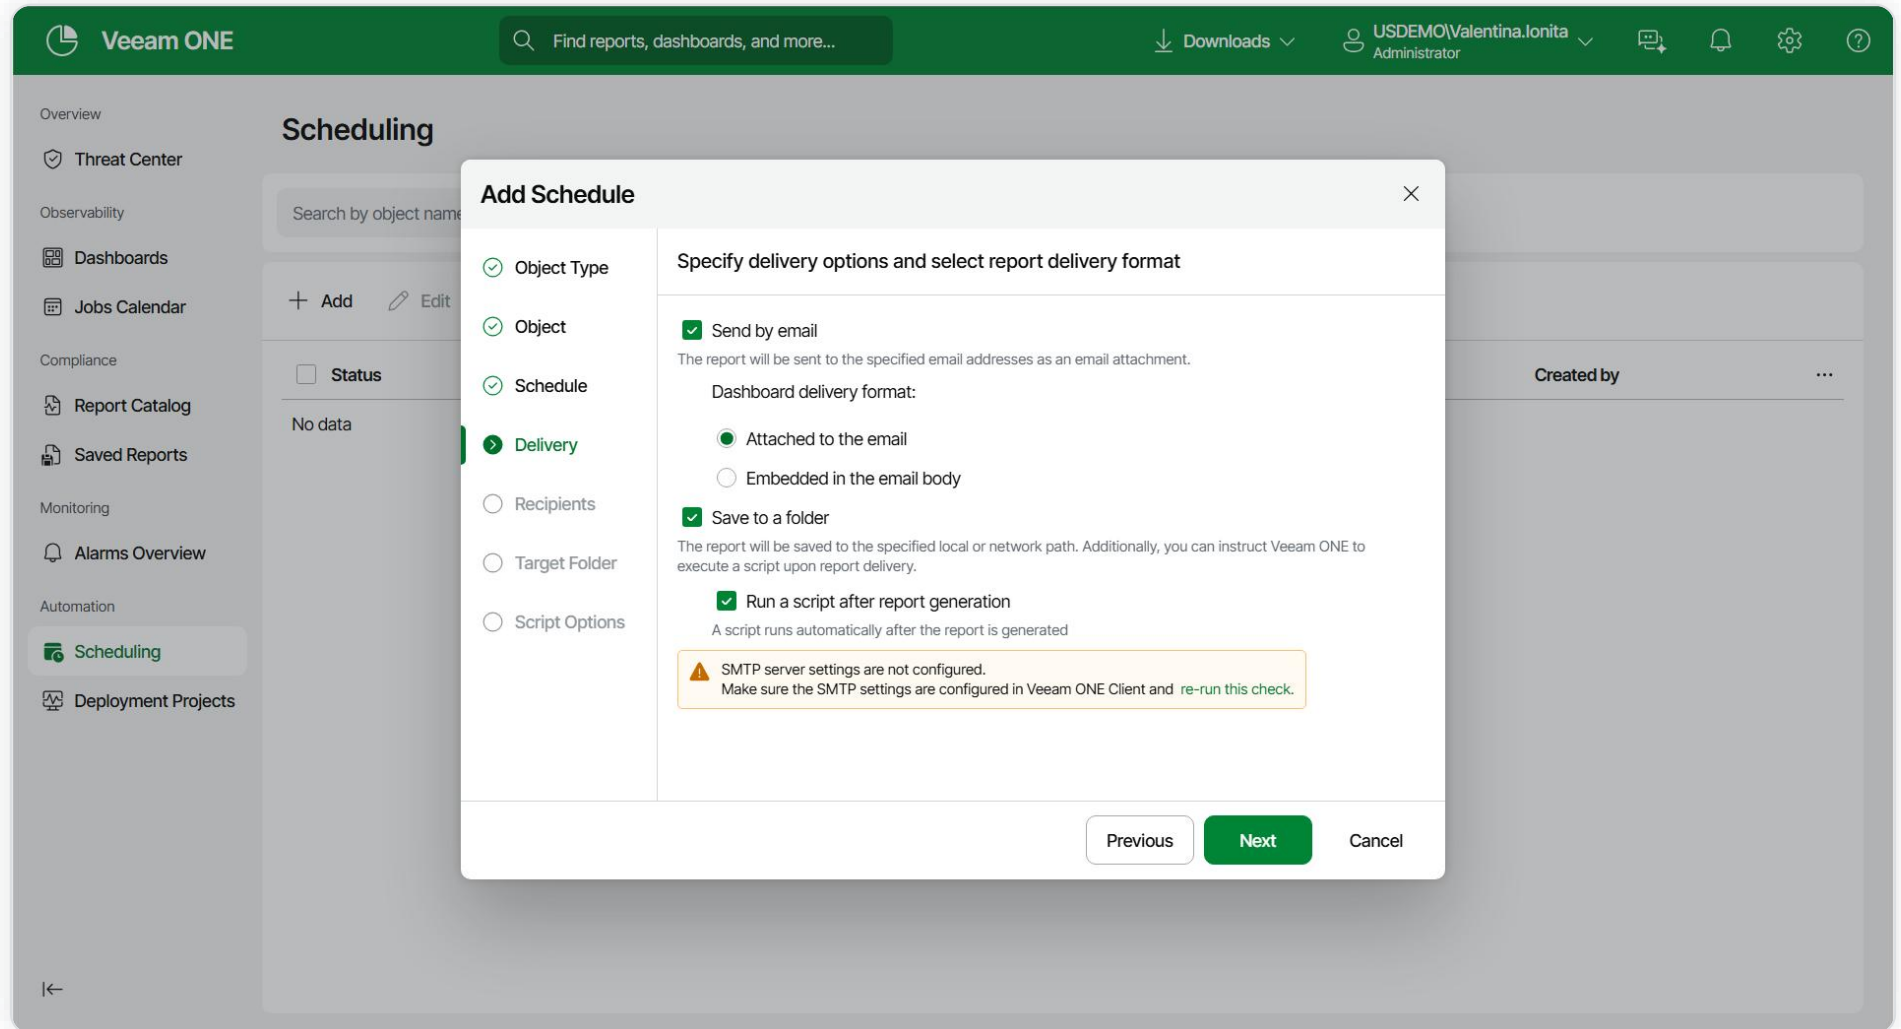 Veeam ONE
Find reports, dashboards, and more...
Downloads
USDEMO\Valentina.Ionita
Administrator
Overview
Threat Center
Observability
Dashboards
Jobs Calendar
Compliance
Report Catalog
Saved Reports
Monitoring
Alarms Overview
Automation
Scheduling
Deployment Projects
Scheduling
Search by object name
Add
Edit
Status
Created by
No data
Add Schedule
Object Type
Object
Schedule
Delivery
Recipients
Target Folder
Script Options
Specify delivery options and select report delivery format
Send by email
The report will be sent to the specified email addresses as an email attachment.
Dashboard delivery format:
Attached to the email
Embedded in the email body
Save to a folder
The report will be saved to the specified local or network path. Additionally, you can instruct Veeam ONE to
execute a script upon report delivery.
Run a script after report generation
A script runs automatically after the report is generated
SMTP server settings are not configured.
Make sure the SMTP settings are configured in Veeam ONE Client and re-run this check.
Previous
Next
Cancel